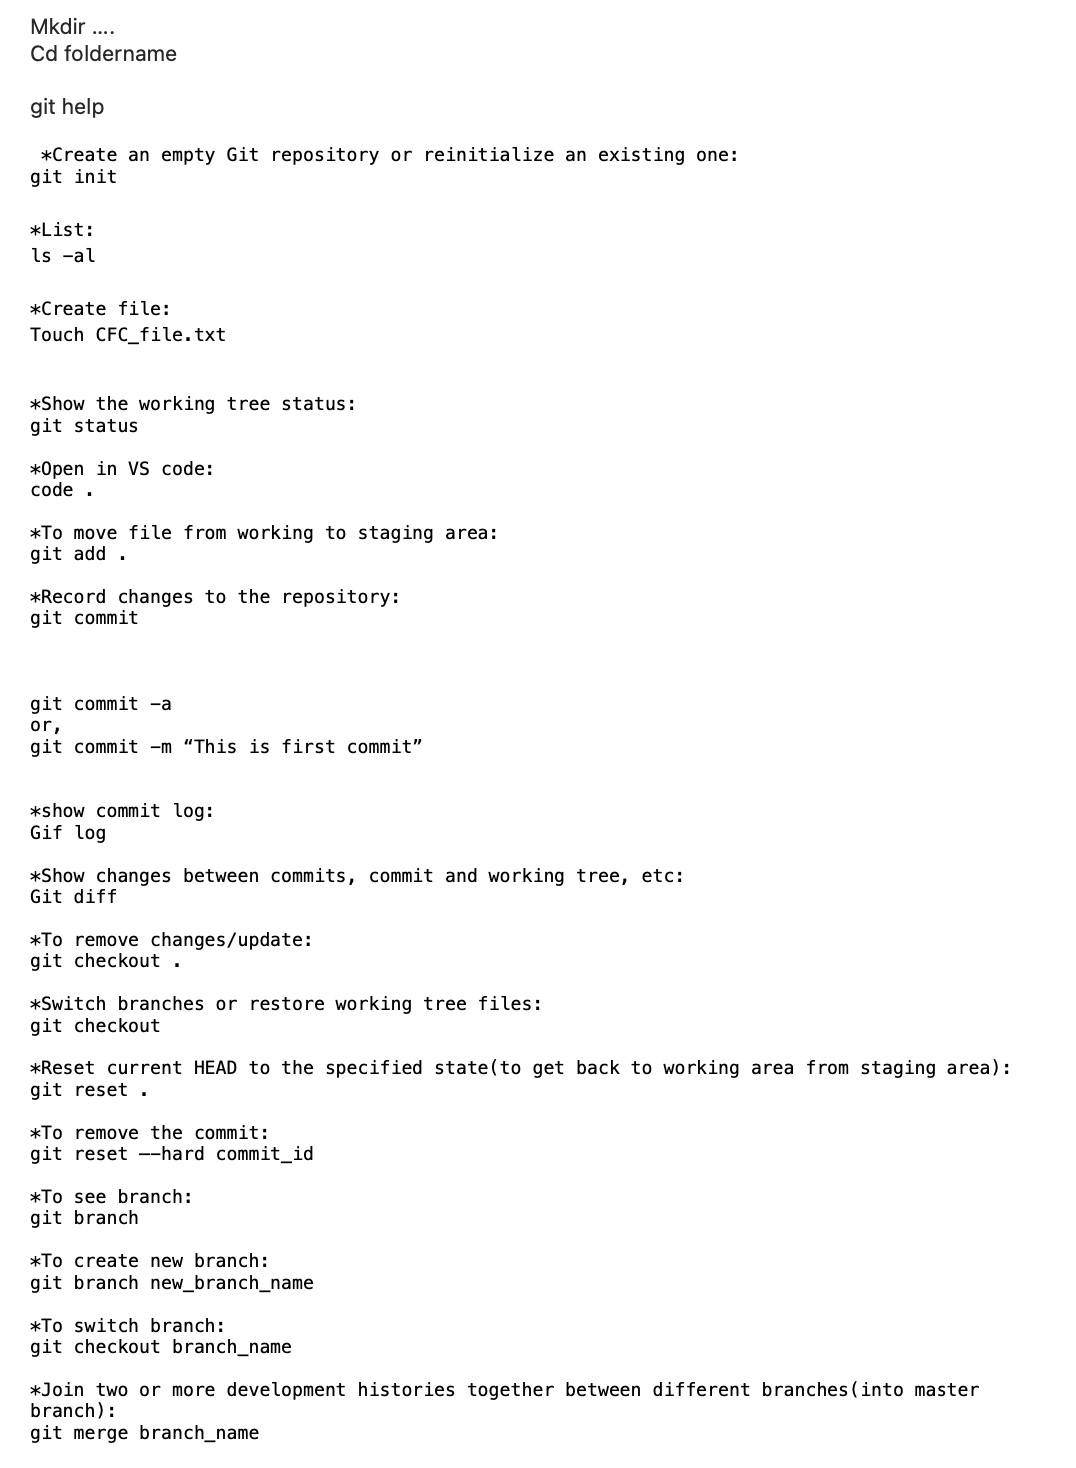 Mkdir ....
Cd foldername
git help
*Create an empty Git repository or reinitialize an existing one:
git init
*List:
ls -al
*Create file:
Touch CFC_file.txt
*Show the working tree status:
git status
*Open in VS code:
code .
*To move file from working to staging area:
git add .
*Record changes to the repository:
git commit
git commit -a
or,
git commit -m “This is first commit”
*show commit log:
Gif log
*Show changes between commits, commit and working tree, etc:
Git diff
*To remove changes/update:
git checkout .
*Switch branches or restore working tree files:
git checkout
*Reset current HEAD to the specified state(to get back to working area from staging area):
git reset .
*To remove the commit:
git reset —-hard commit_id
*To see branch:
git branch
*To create new branch:
git branch new_branch_name
*To switch branch:
git checkout branch_name
*Join two or more development histories together between different branches(into master
branch):
git merge branch_name